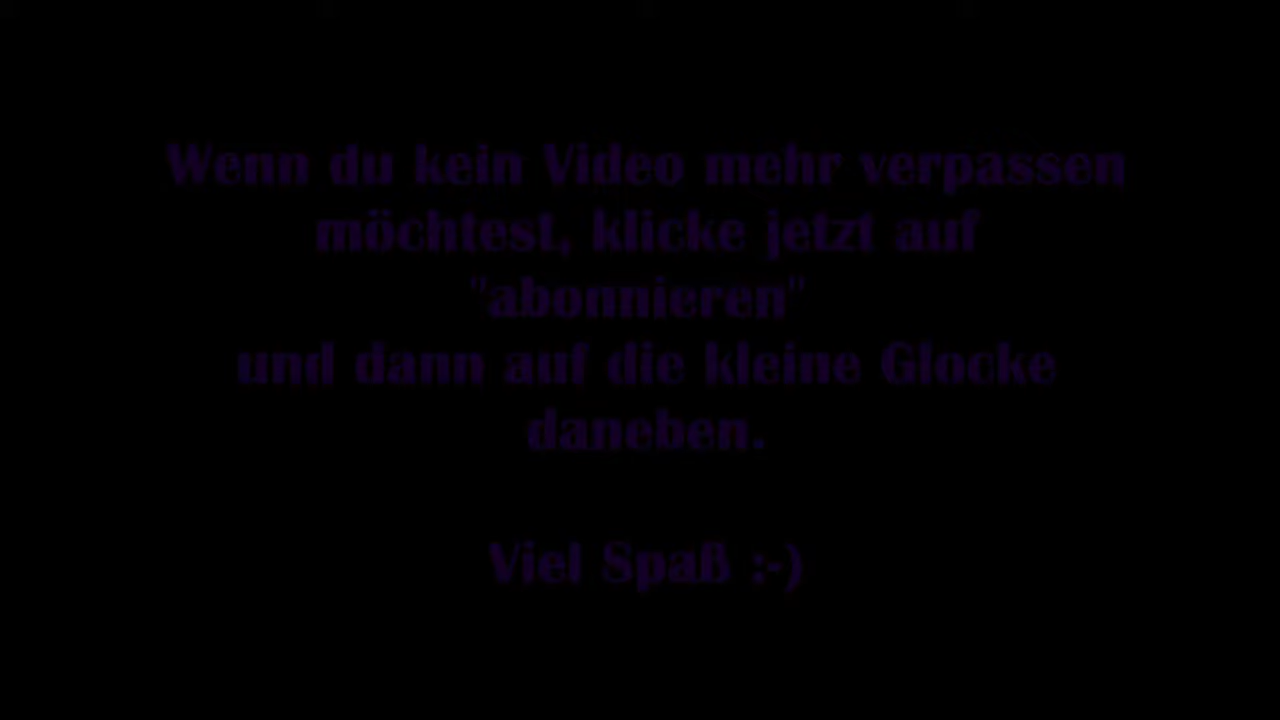 Wenn du kein Video mehr verpassen
möchtest, klicke jetzt auf
"abonnieren"
und dann auf die kleine Glocke
daneben.
Viel Spaß :-)